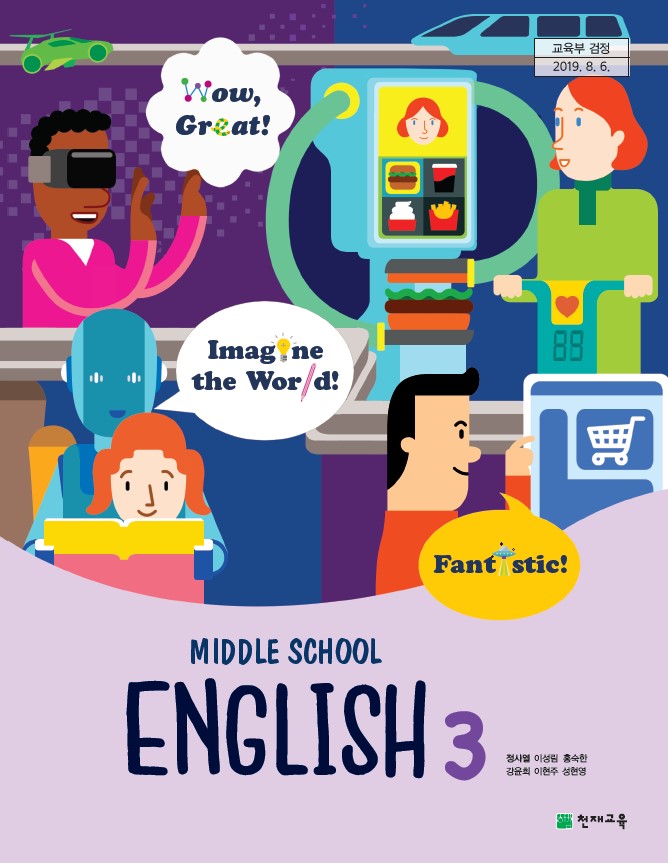 교육부 검정
2019. 8. 6.
Wow,
Great!
Imagine
the World!
Fantistic!
MIDDLE SCHOOL
ENGLISH 3
정사열 이성림 홍숙한
강윤희 이현주 성현영
천재교육